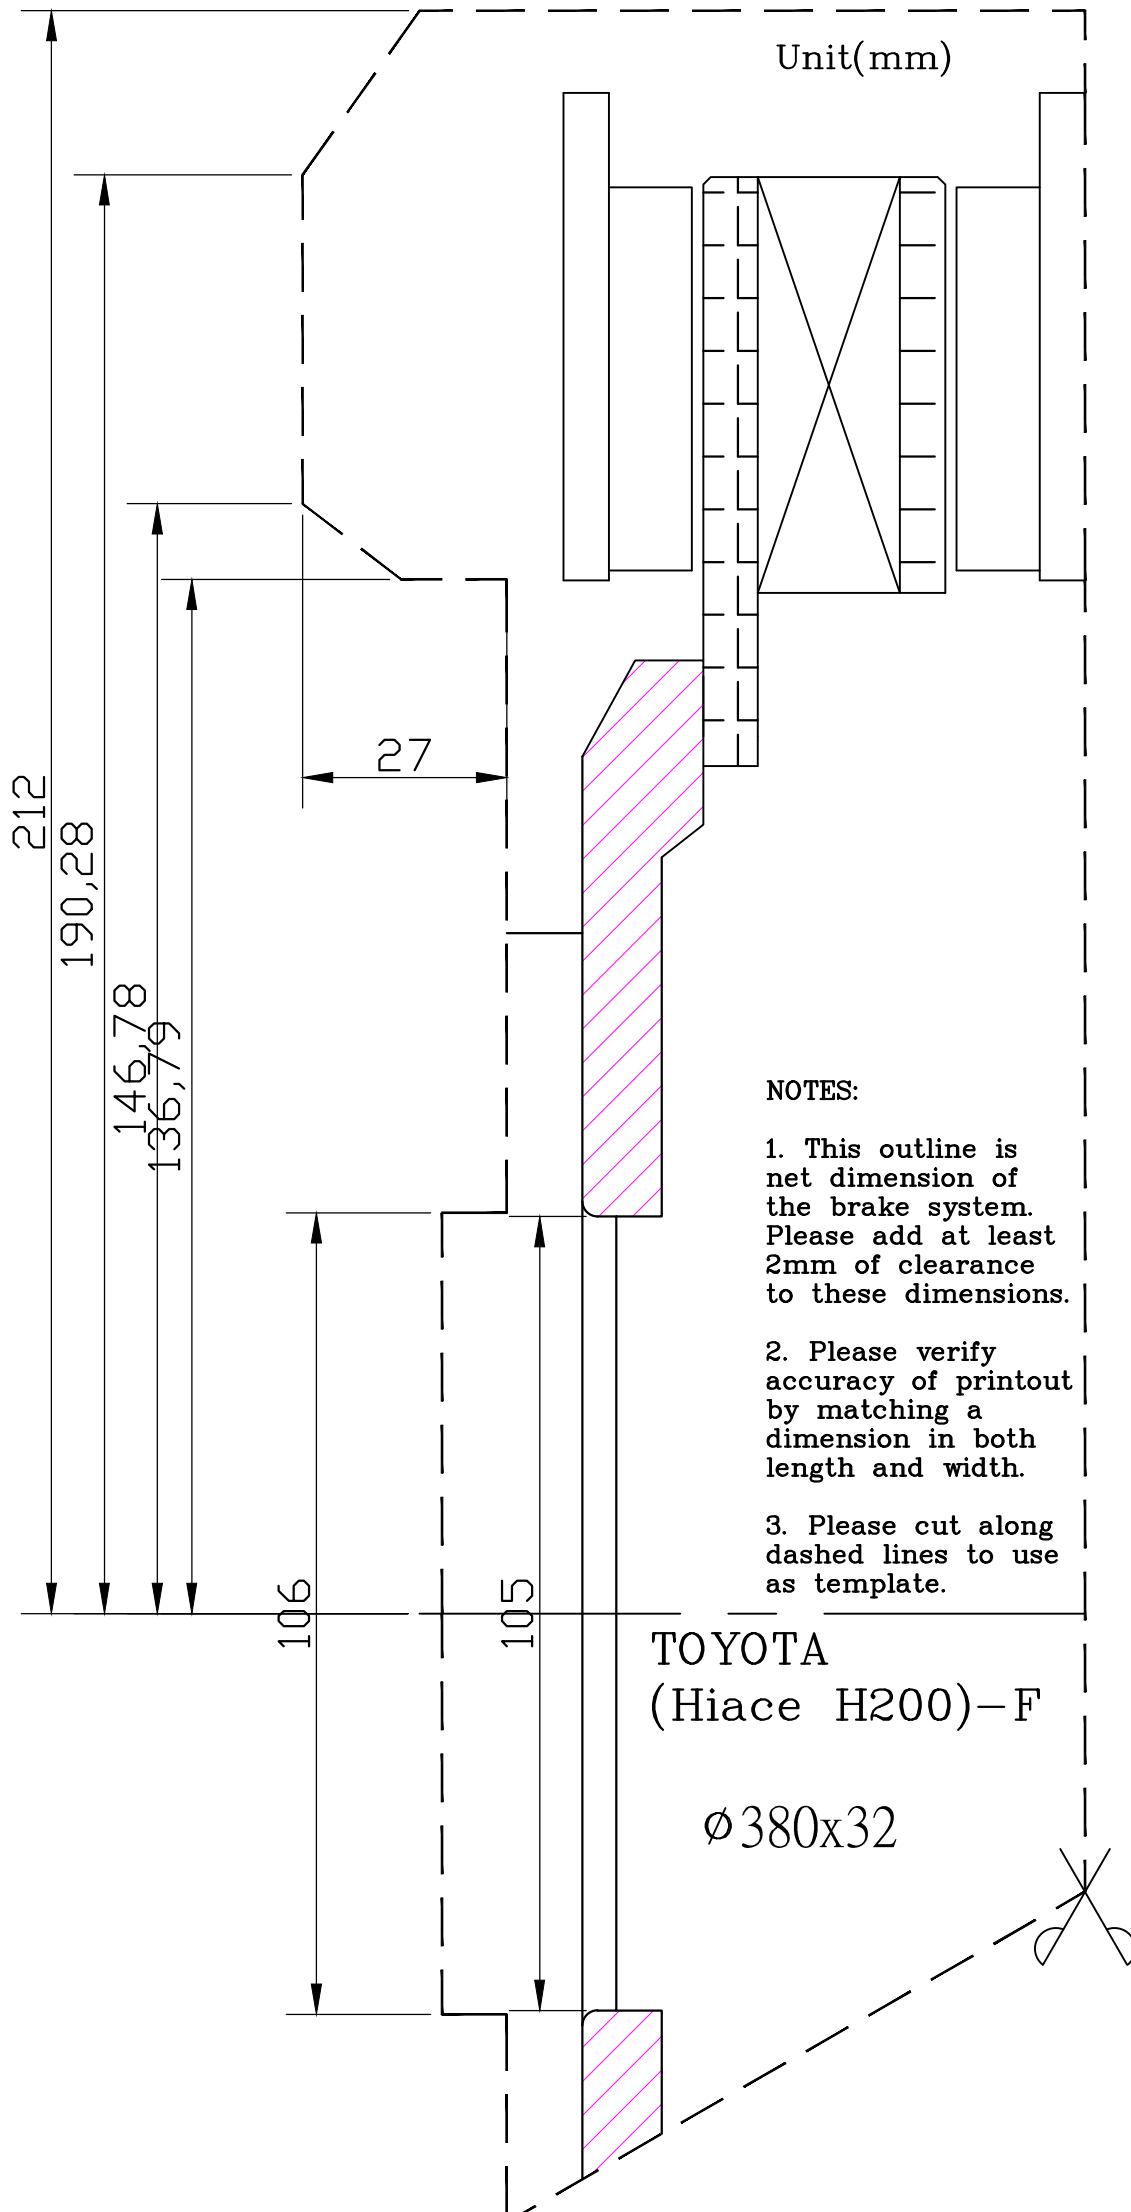 Unit(mm)
27
212
190,28
146,78
136,79
NOTES:
1. This outline is
net dimension of
the brake system.
Please add at least
2mm of clearance
to these dimensions.
2. Please verify
accuracy of printout
by matching a
dimension in both
length and width.
3. Please cut along
dashed lines to use
as template.
106
105
TOYOTA
(Hiace H200)-F
Ø380x32